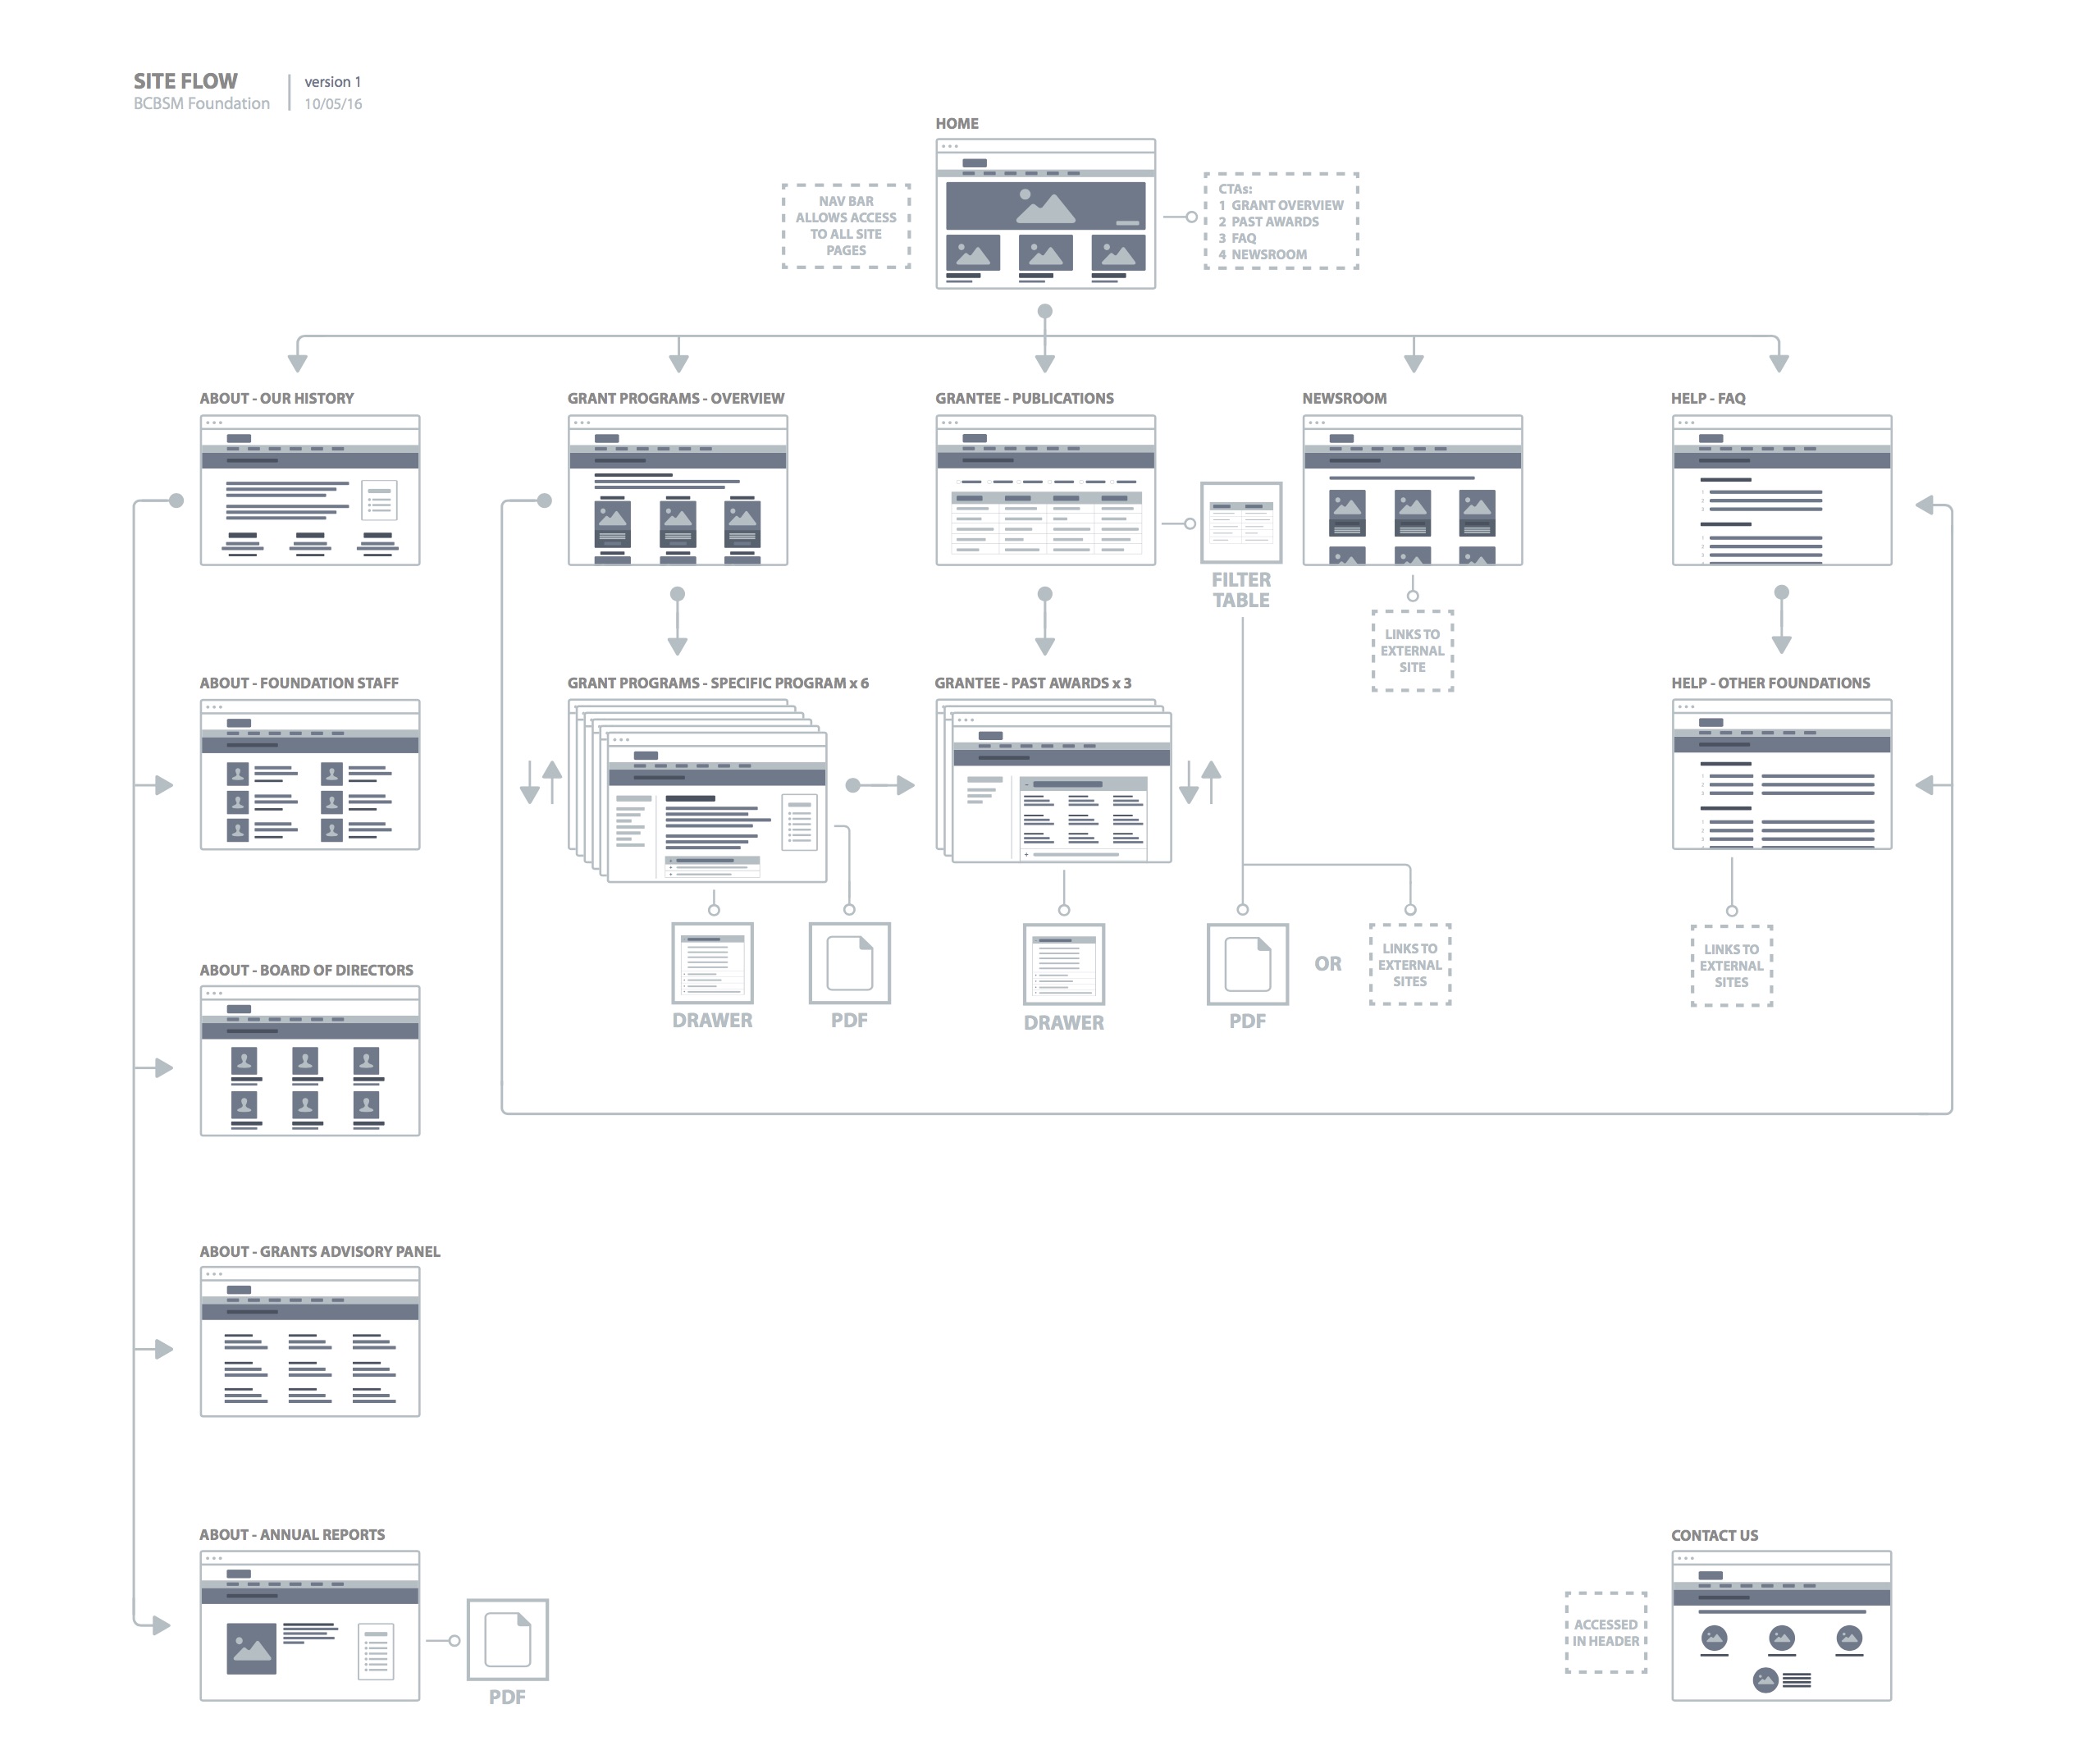 SITE FLOW
BCBSM Foundation
version 1
10/05/16
HOME
NAV BAR
ALLOWS ACCESS
TO ALL SITE
PAGES
CTAs:
1 GRANT OVERVIEW
2 PAST AWARDS
3 FAQ
4 NEWSROOM
ABOUT - OUR HISTORY
GRANT PROGRAMS - OVERVIEW
GRANTEE - PUBLICATIONS
NEWSROOM
HELP - FAQ
FILTER
TABLE
LINKS TO
EXTERNAL
SITE
ABOUT - FOUNDATION STAFF
GRANT PROGRAMS - SPECIFIC PROGRAM x 6
GRANTEE - PAST AWARDS x 3
HELP - OTHER FOUNDATIONS
DRAWER
PDF
DRAWER
PDF
OR
LINKS TO
EXTERNAL
SITES
LINKS TO
EXTERNAL
SITES
ABOUT - BOARD OF DIRECTORS
ABOUT - GRANTS ADVISORY PANEL
ABOUT - ANNUAL REPORTS
PDF
CONTACT US
ACCESSED
IN HEADER